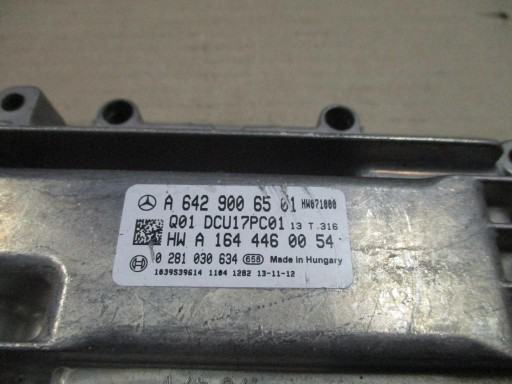 A 642 900 65 01 HW071000
Q01 DCU17PC01 13 T 316
HW A 164 446 00 54
0 281 030 634 658 Made in Hungary
1039S39614 1104 1282 13-11-12